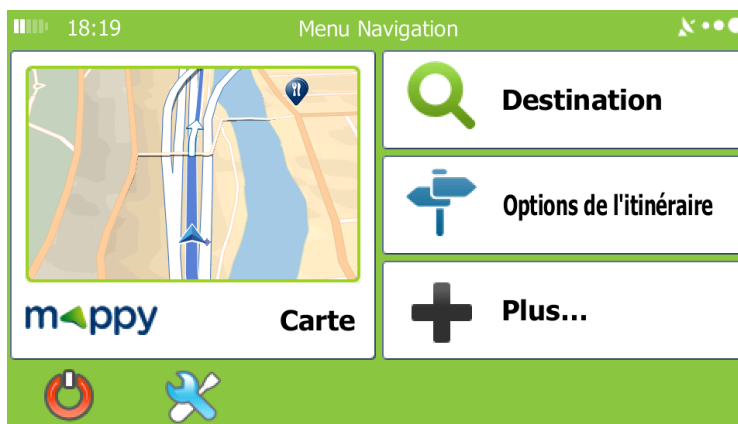 18:19
Menu Navigation
Destination
Options de l'itinéraire
mappy
Carte
Plus...